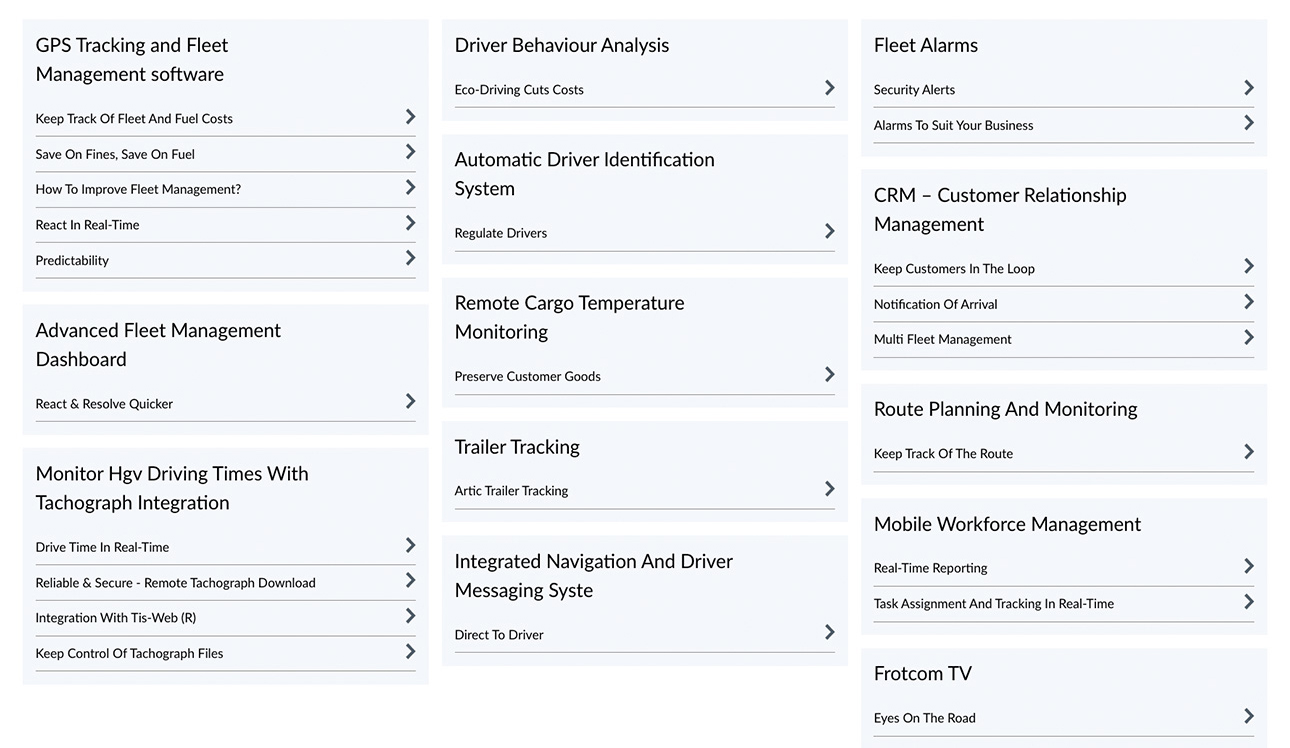 GPS Tracking and Fleet
Management software
Keep Track Of Fleet And Fuel Costs
Save On Fines, Save On Fuel
How To Improve Fleet Management?
React In Real-Time
Predictability
Advanced Fleet Management
Dashboard
React & Resolve Quicker
Monitor Hgv Driving Times With
Tachograph Integration
Drive Time In Real-Time
Reliable & Secure - Remote Tachograph Download
Integration With Tis-Web (R)
Keep Control Of Tachograph Files
Driver Behaviour Analysis
Eco-Driving Cuts Costs
Automatic Driver Identification
System
Regulate Drivers
Remote Cargo Temperature
Monitoring
Preserve Customer Goods
Trailer Tracking
Artic Trailer Tracking
Integrated Navigation And Driver
Messaging Syste
Direct To Driver
Fleet Alarms
Security Alerts
Alarms To Suit Your Business
CRM – Customer Relationship
Management
Keep Customers In The Loop
Notification Of Arrival
Multi Fleet Management
Route Planning And Monitoring
Keep Track Of The Route
Mobile Workforce Management
Real-Time Reporting
Task Assignment And Tracking In Real-Time
Frotcom TV
Eyes On The Road